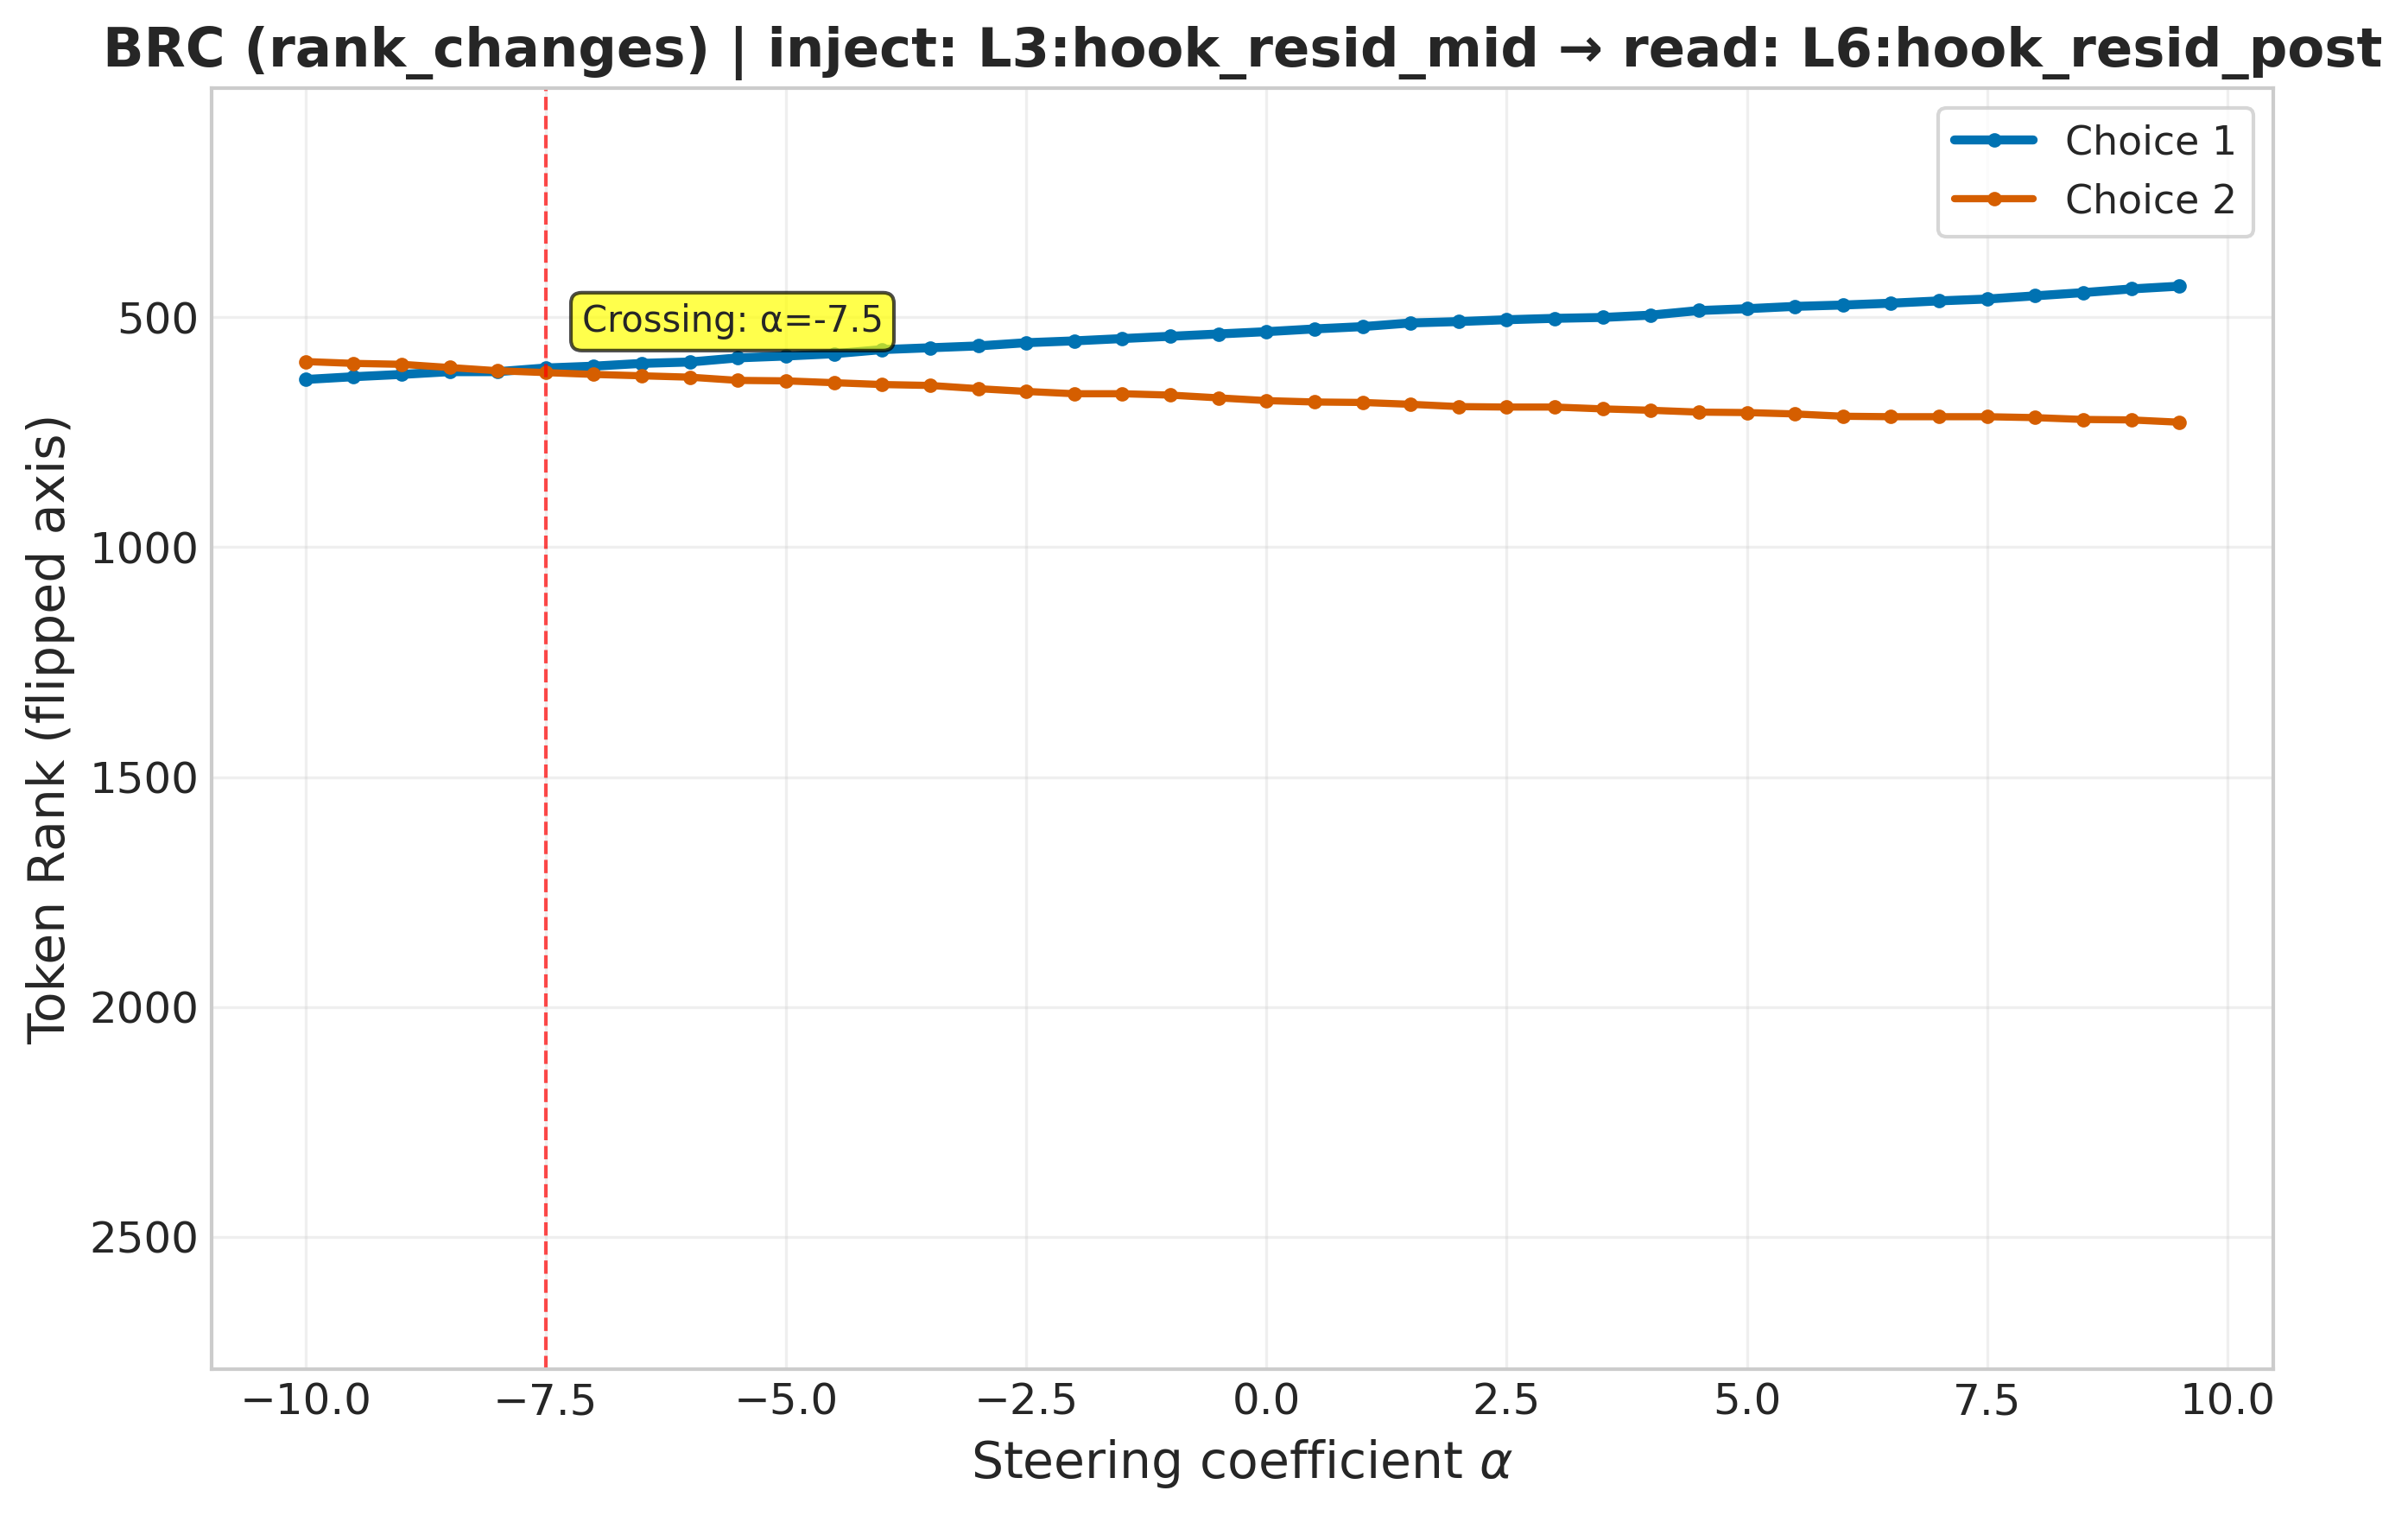 BRC (rank_changes) | inject: L3:hook_resid_mid → read: L6:hook_resid_post
Choice 1
Choice 2
Crossing: α=-7.5
Token Rank (flipped axis)
500
1000
1500
2000
2500
−10.0 −7.5 −5.0 −2.5 0.0 2.5 5.0 7.5 10.0
Steering coefficient α